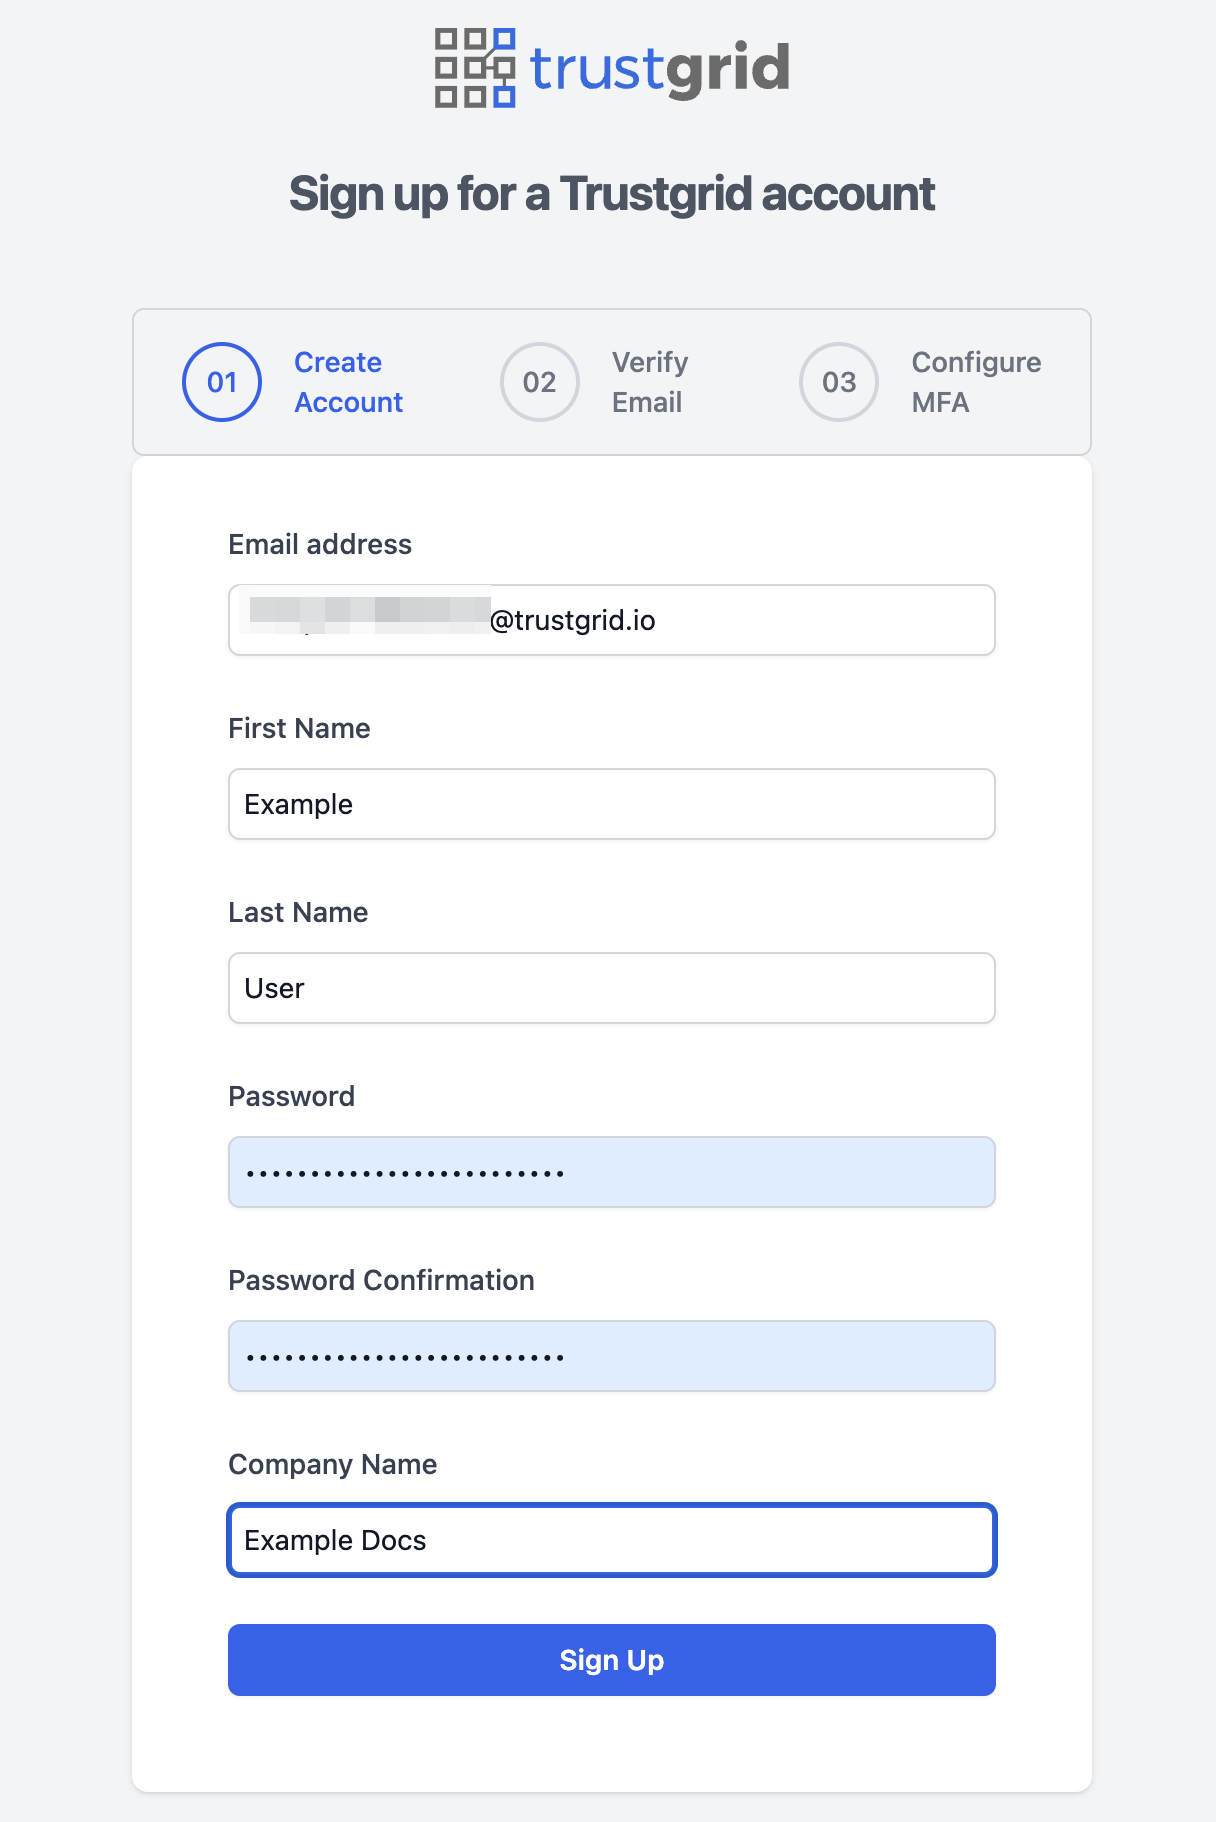 trustgrid
Sign up for a Trustgrid account
01
Create
Account
02
Verify
Email
03
Configure
MFA
Email address
@trustgrid.io
First Name
Example
Last Name
User
Password
•••••••••••••••••••••••••
Password Confirmation
•••••••••••••••••••••••••
Company Name
Example Docs
Sign Up